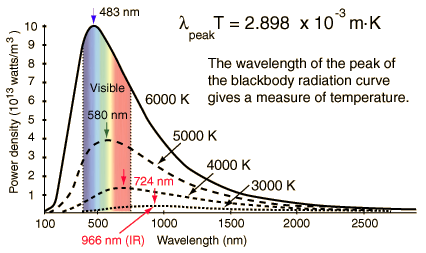 483 nm
λpeak T = 2.898 x 10⁻³ m·K
The wavelength of the peak of
the blackbody radiation curve
gives a measure of temperature.
Power density (10¹³ watts/m³)
10
9
8
7
6
5
4
3
2
1
Visible
580 nm
6000 K
5000 K
4000 K
3000 K
724 nm
100
500
1000
1500
2000
2500
966 nm (IR)
Wavelength (nm)